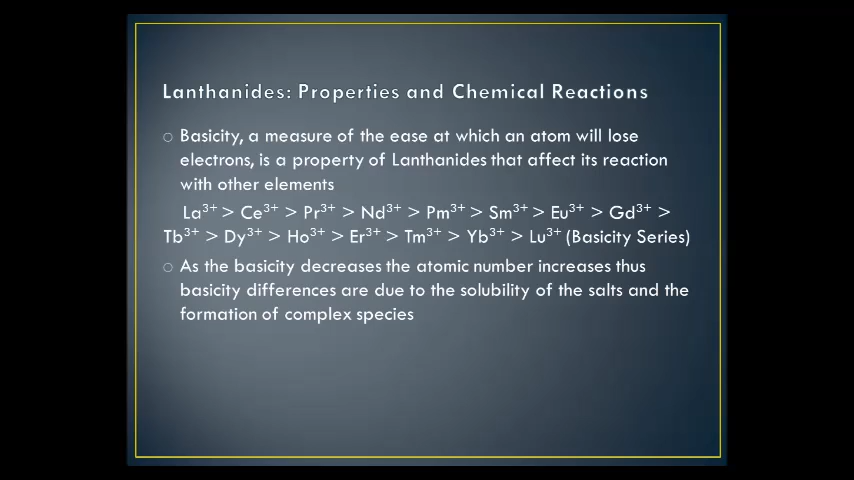 Lanthanides: Properties and Chemical Reactions
○ Basicity, a measure of the ease at which an atom will lose
electrons, is a property of Lanthanides that affect its reaction
with other elements
La³⁺ > Ce³⁺ > Pr³⁺ > Nd³⁺ > Pm³⁺ > Sm³⁺ > Eu³⁺ > Gd³⁺ >
Tb³⁺ > Dy³⁺ > Ho³⁺ > Er³⁺ > Tm³⁺ > Yb³⁺ > Lu³⁺ (Basicity Series)
○ As the basicity decreases the atomic number increases thus
basicity differences are due to the solubility of the salts and the
formation of complex species